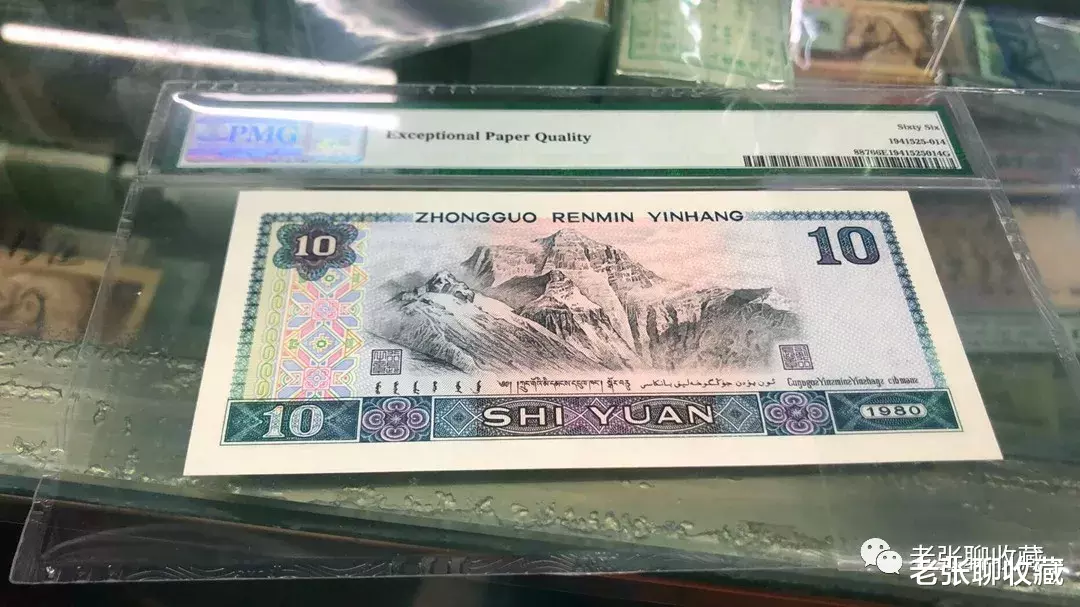 PMG
Exceptional Paper Quality
Sixty Six
1941525-014
88766E1941525014G
ZHONGGUO RENMIN YINHANG
10
10
10
SHI YUAN
1980
老张聊收藏
老张聊收藏